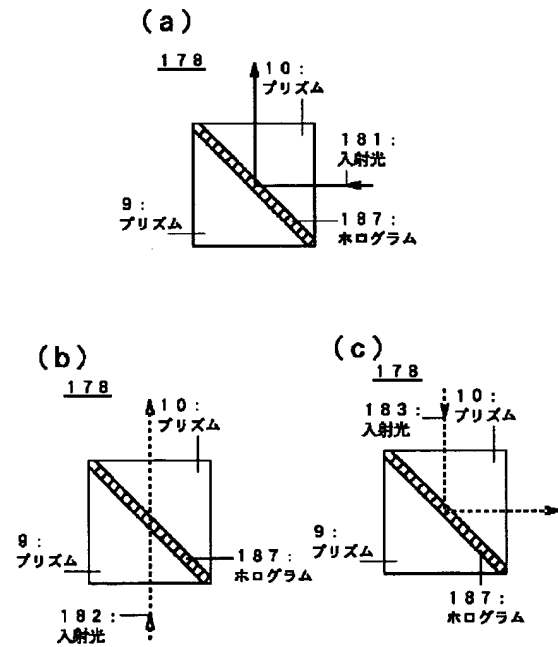 (a)
178
10:
プリズム
181:
入射光
9:
プリズム
187:
ホログラム
(b)
178
10:
プリズム
9:
プリズム
187:
ホログラム
182:
入射光
(c)
178
183:
入射光
10:
プリズム
9:
プリズム
187:
ホログラム